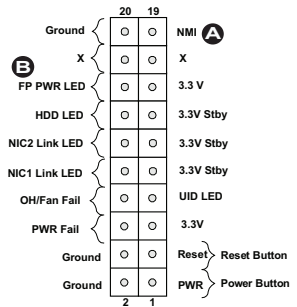 20 19
Ground NMI A
X X
B
FP PWR LED 3.3 V
HDD LED 3.3V Stby
NIC2 Link LED 3.3V Stby
NIC1 Link LED 3.3V Stby
OH/Fan Fail UID LED
PWR Fail 3.3V
Ground Reset Reset Button
Ground PWR Power Button
2 1